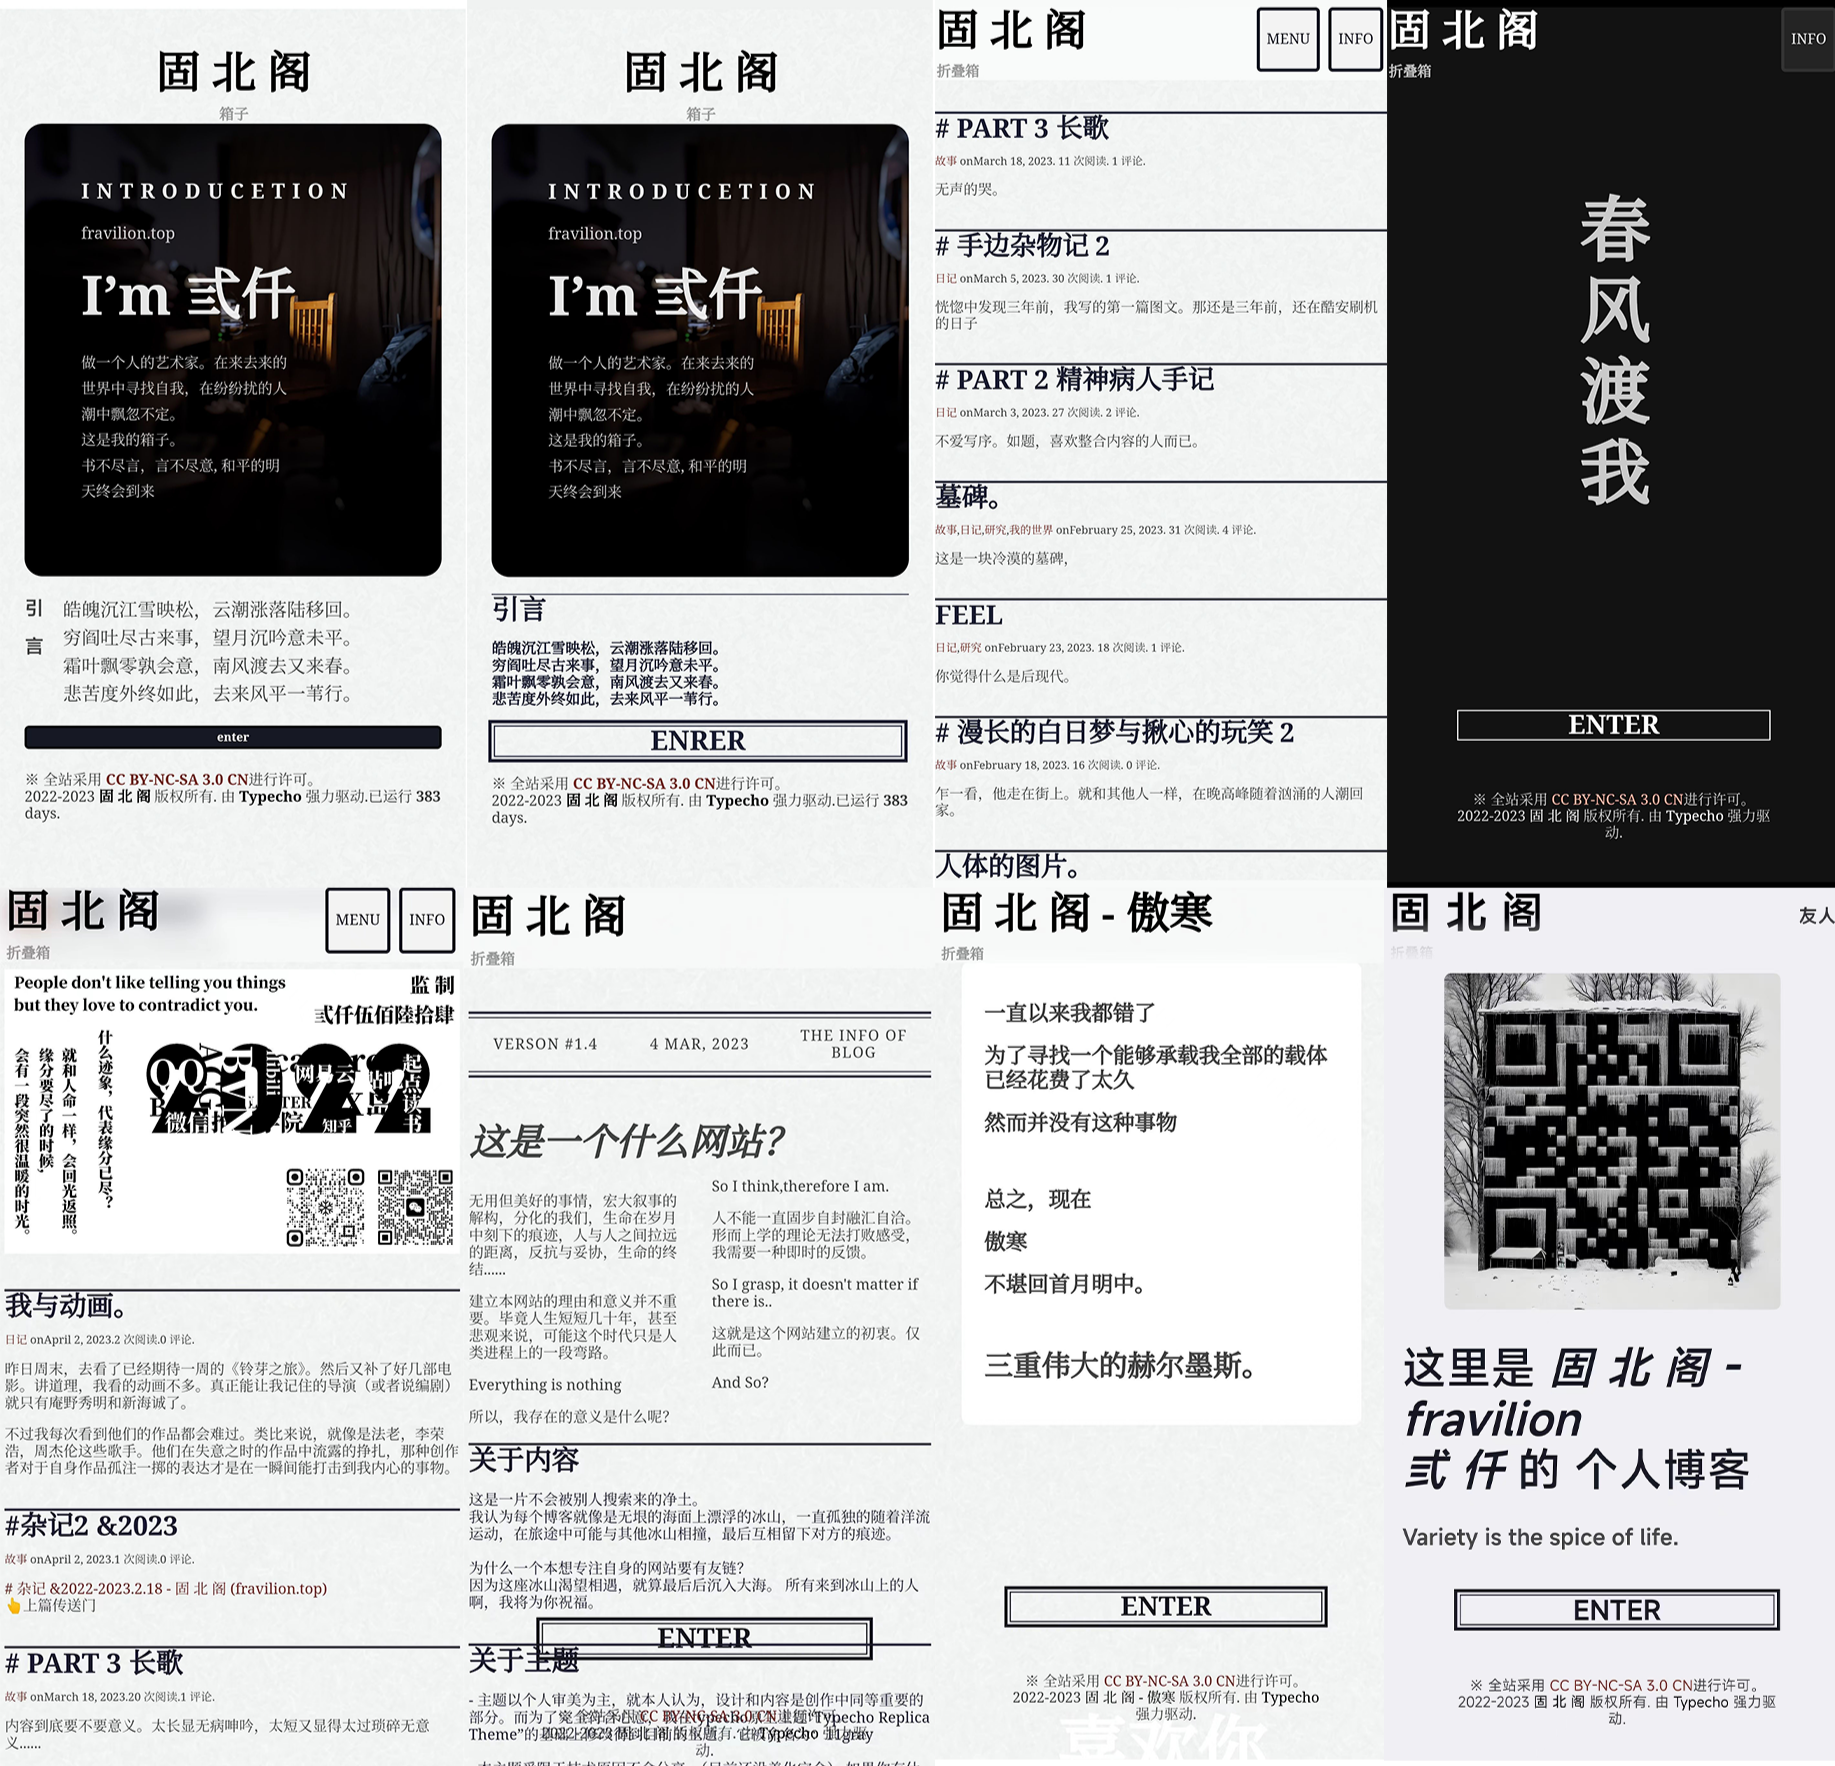 固 北 阁
箱子
INTRODUCETION
fravilion.top
I'm 弎仟
做一个人的艺术家。在来去来的
世界中寻找自我，在纷纷扰的人
潮中飘忽不定。
这是我的箱子。
书不尽言，言不尽意, 和平的明
天终会到来
引
言
皓魄沉江雪映松，云潮涨落陆移回。
穷阎吐尽古来事，望月沉吟意未平。
霜叶飘零孰会意，南风渡去又来春。
悲苦度外终如此，去来风平一苇行。
enter
※ 全站采用 CC BY-NC-SA 3.0 CN进行许可。
2022-2023 固 北 阁 版权所有. 由 Typecho 强力驱动.已运行 383
days.
固 北 阁
箱子
INTRODUCETION
fravilion.top
I'm 弎仟
做一个人的艺术家。在来去来的
世界中寻找自我，在纷纷扰的人
潮中飘忽不定。
这是我的箱子。
书不尽言，言不尽意, 和平的明
天终会到来
引言
皓魄沉江雪映松，云潮涨落陆移回。
穷阎吐尽古来事，望月沉吟意未平。
霜叶飘零孰会意，南风渡去又来春。
悲苦度外终如此，去来风平一苇行。
ENRER
※ 全站采用 CC BY-NC-SA 3.0 CN进行许可。
2022-2023 固 北 阁 版权所有. 由 Typecho 强力驱动.已运行 383
days.
固 北 阁
折叠箱
MENU
INFO
# PART 3 长歌
故事 onMarch 18, 2023. 11 次阅读. 1 评论.
无声的哭。
# 手边杂物记 2
日记 onMarch 5, 2023. 30 次阅读. 1 评论.
恍惚中发现三年前，我写的第一篇图文。那还是三年前，还在酷安刷机
的日子
# PART 2 精神病人手记
日记 onMarch 3, 2023. 27 次阅读. 2 评论.
不爱写序。如题，喜欢整合内容的人而已。
墓碑。
故事,日记,研究,我的世界 onFebruary 25, 2023. 31 次阅读. 4 评论.
这是一块冷漠的墓碑,
FEEL
日记,研究 onFebruary 23, 2023. 18 次阅读. 1 评论.
你觉得什么是后现代。
# 漫长的白日梦与揪心的玩笑 2
故事 onFebruary 18, 2023. 16 次阅读. 0 评论.
乍一看，他走在街上。就和其他人一样，在晚高峰随着汹涌的人潮回
家。
人体的图片。
固 北 阁
折叠箱
INFO
春
风
渡
我
ENTER
※ 全站采用 CC BY-NC-SA 3.0 CN进行许可。
2022-2023 固 北 阁 版权所有. 由 Typecho 强力驱
动.
固 北 阁
折叠箱
MENU
INFO
People don't like telling you things
but they love to contradict you.
监 制
弎仟伍佰陸拾肆
什么迹象，代表缘分已尽？
就和人命一样，会回光返照。
缘分要尽了的时候，
会有一段突然很温暖的时光。
2022
网易云
起点读书
知乎
微信
我与动画。
日记 onApril 2, 2023.2 次阅读.0 评论.
昨日周末，去看了已经期待一周的《铃芽之旅》。然后又补了好几部电
影。讲道理，我看的动画不多。真正能让我记住的导演（或者说编剧）
就只有庵野秀明和新海诚了。
不过我每次看到他们的作品都会难过。类比来说，就像是法老，李荣
浩，周杰伦这些歌手。他们在失意之时的作品中流露的挣扎，那种创作
者对于自身作品孤注一掷的表达才是在一瞬间能打击到我内心的事物。
#杂记2 &2023
故事 onApril 2, 2023.1 次阅读.0 评论.
# 杂记 &2022-2023.2.18 - 固 北 阁 (fravilion.top)
👆上篇传送门
# PART 3 长歌
故事 onMarch 18, 2023.20 次阅读.1 评论.
内容到底要不要意义。太长显无病呻吟，太短又显得太过琐碎无意
义......
固 北 阁
折叠箱
VERSON #1.4
4 MAR, 2023
THE INFO OF
BLOG
这是一个什么网站？
无用但美好的事情，宏大叙事的
解构，分化的我们，生命在岁月
中刻下的痕迹，人与人之间拉远
的距离，反抗与妥协，生命的终
结......
建立本网站的理由和意义并不重
要。毕竟人生短短几十年，甚至
悲观来说，可能这个时代只是人
类进程上的一段弯路。
Everything is nothing
所以，我存在的意义是什么呢？
So I think,therefore I am.
人不能一直固步自封融汇自洽。
形而上学的理论无法打败感受，
我需要一种即时的反馈。
So I grasp, it doesn't matter if
there is..
这就是这个网站建立的初衷。仅
此而已。
And So?
关于内容
这是一片不会被别人搜索来的净土。
我认为每个博客就像是无垠的海面上漂浮的冰山，一直孤独的随着洋流
运动，在旅途中可能与其他冰山相撞，最后互相留下对方的痕迹。
为什么一个本想专注自身的网站要有友链？
因为这座冰山渴望相遇，就算最后后沉入大海。 所有来到冰山上的人
啊，我将为你祝福。
ENTER
关于主题
- 主题以个人审美为主，就本人认为，设计和内容是创作中同等重要的
固 北 阁 - 傲寒
折叠箱
一直以来我都错了
为了寻找一个能够承载我全部的载体
已经花费了太久
然而并没有这种事物
总之，现在
傲寒
不堪回首月明中。
三重伟大的赫尔墨斯。
ENTER
※ 全站采用 CC BY-NC-SA 3.0 CN进行许可。
2022-2023 固 北 阁 - 傲寒 版权所有. 由 Typecho
强力驱动.
喜欢你
固 北 阁
折叠箱
友人
这里是 固 北 阁 -
fravilion
弎 仟 的 个人博客
Variety is the spice of life.
ENTER
※ 全站采用 CC BY-NC-SA 3.0 CN进行许可。
2022-2023 固 北 阁 版权所有. 由 Typecho 强力驱
动.